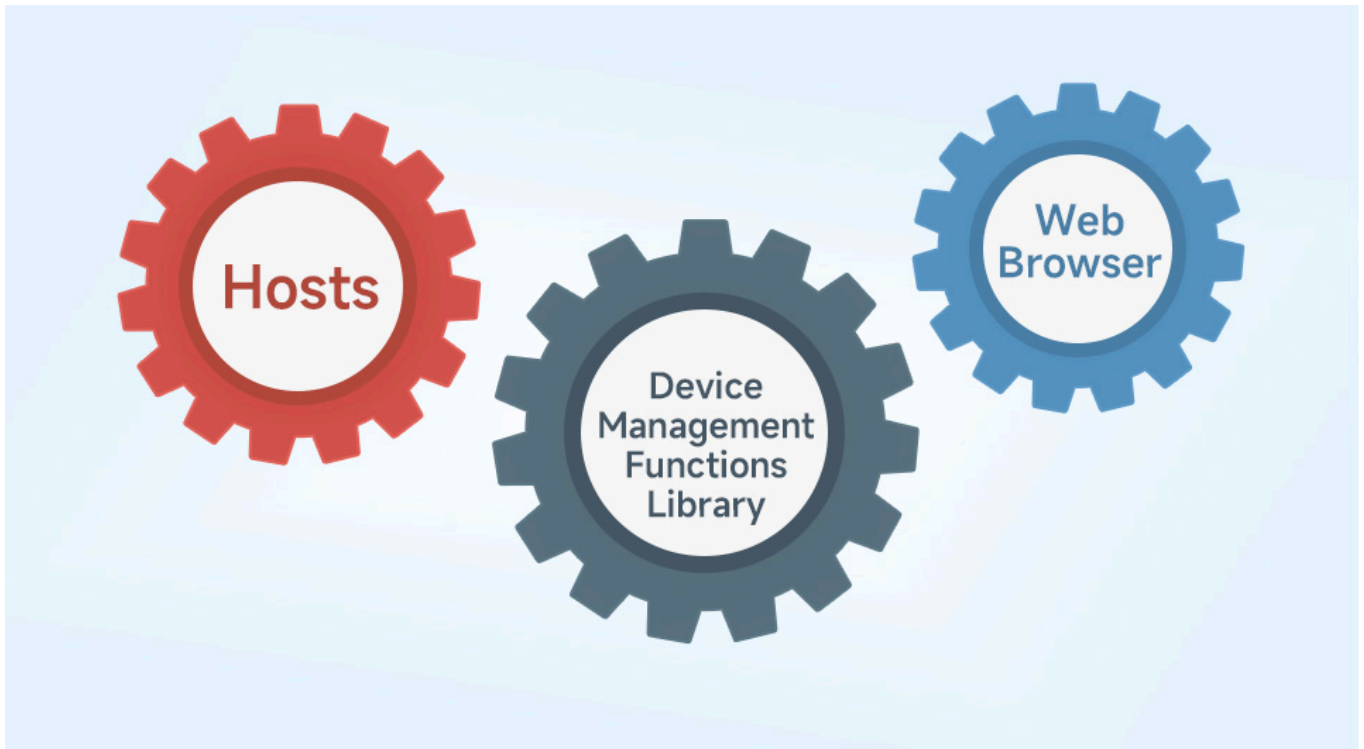 Hosts
Device
Management
Functions
Library
Web
Browser